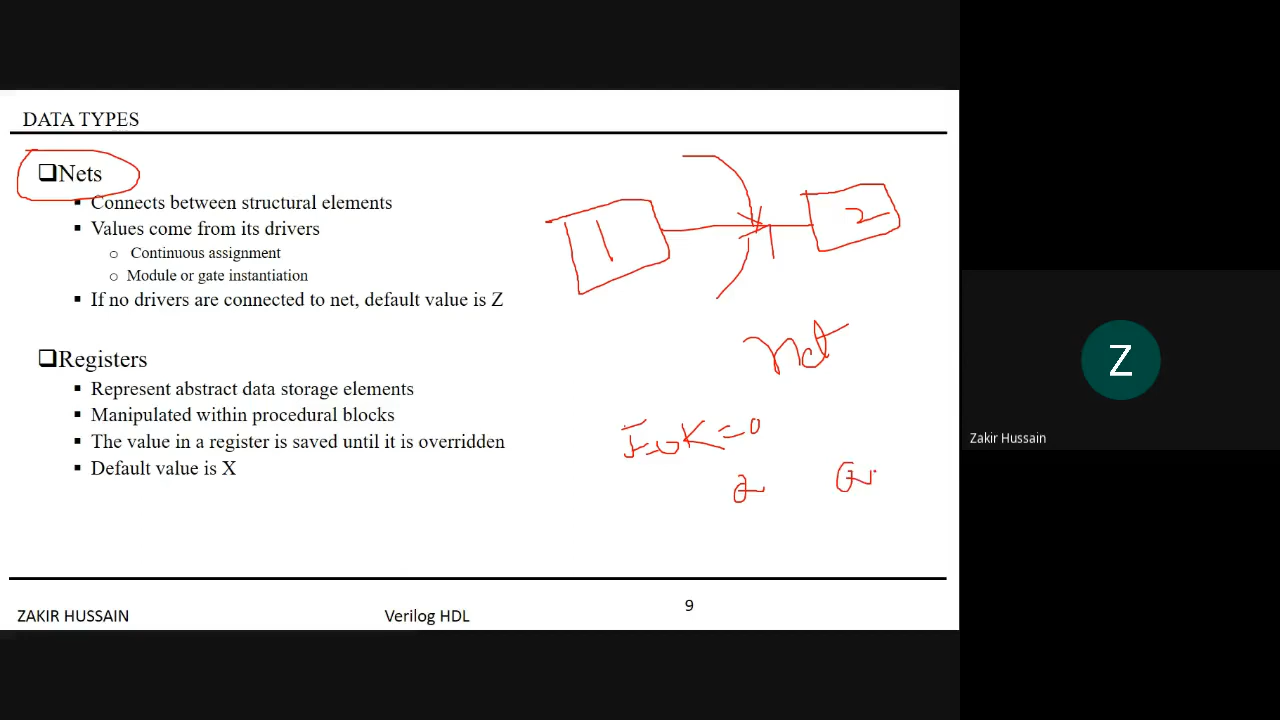 DATA TYPES
❑Nets
▪ Connects between structural elements
▪ Values come from its drivers
o Continuous assignment
o Module or gate instantiation
▪ If no drivers are connected to net, default value is Z
❑Registers
▪ Represent abstract data storage elements
▪ Manipulated within procedural blocks
▪ The value in a register is saved until it is overridden
▪ Default value is X
1
2
net
ZAKIR HUSSAIN
Verilog HDL
9
Z
Zakir Hussain